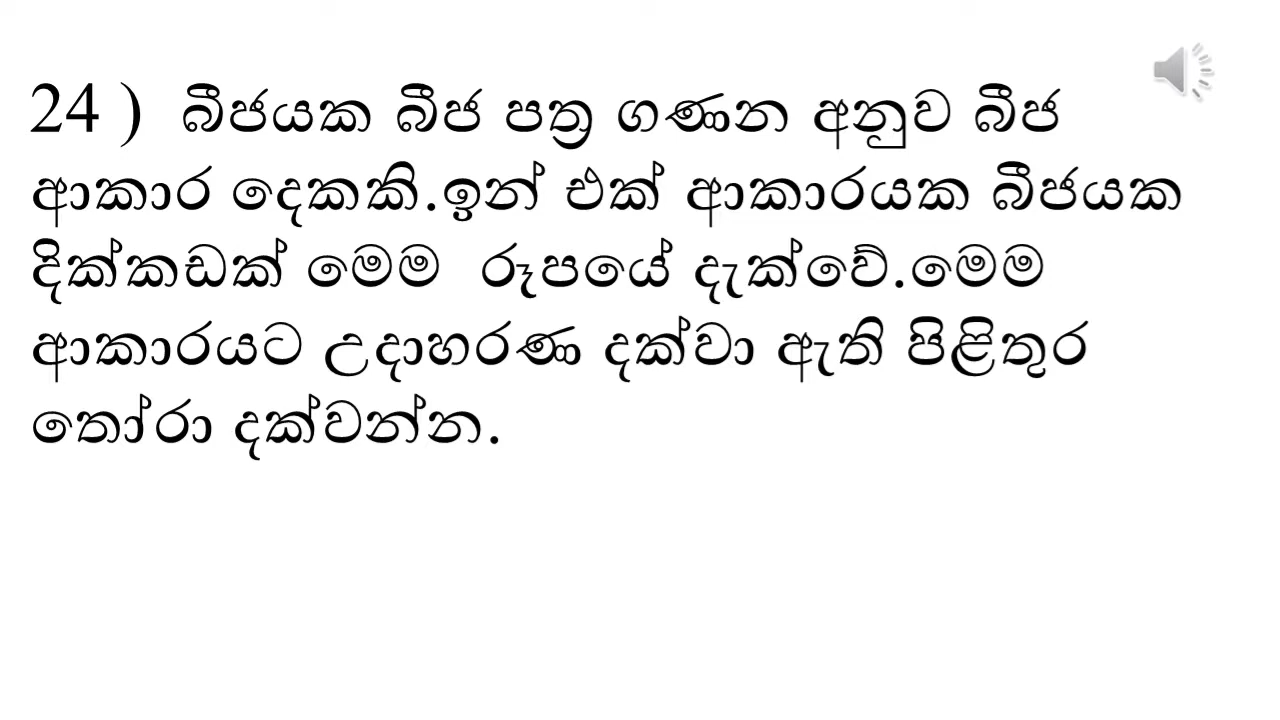 24 )  බීජයක බීජ පත්‍ර ගණන අනුව බීජ
ආකාර දෙකකි.ඉන් එක් ආකාරයක බීජයක
දික්කඩක් මෙම  රූපයේ දැක්වේ.මෙම
ආකාරයට උදාහරණ දක්වා ඇති පිළිතුර
තෝරා දක්වන්න.